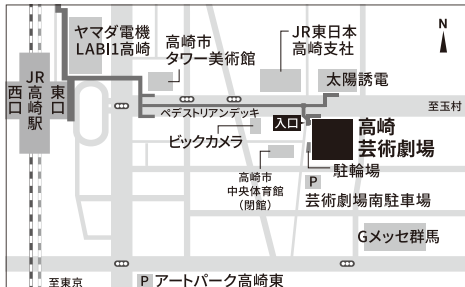 ヤマダ電機
LABI1高崎
高崎市
タワー美術館
JR東日本
高崎支社
N
太陽誘電
西口
JR高崎駅
東口
ペデストリアンデッキ
至玉村
入口
ビックカメラ
高崎
芸術劇場
駐輪場
高崎市
中央体育館
(閉館)
P
芸術劇場南駐車場
Gメッセ群馬
至東京
P アートパーク高崎東